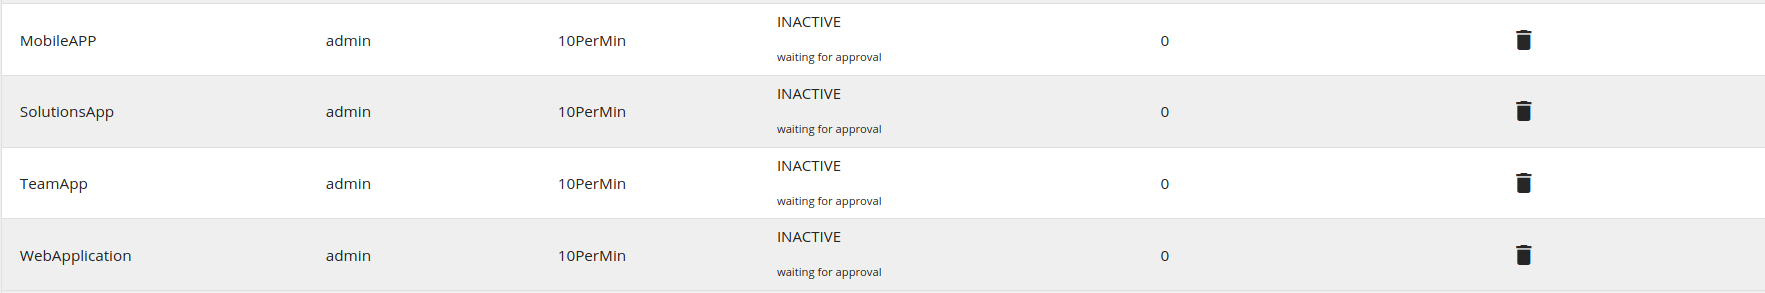 MobileAPP admin 10PerMin INACTIVE 0
waiting for approval
SolutionsApp admin 10PerMin INACTIVE 0
waiting for approval
TeamApp admin 10PerMin INACTIVE 0
waiting for approval
WebApplication admin 10PerMin INACTIVE 0
waiting for approval